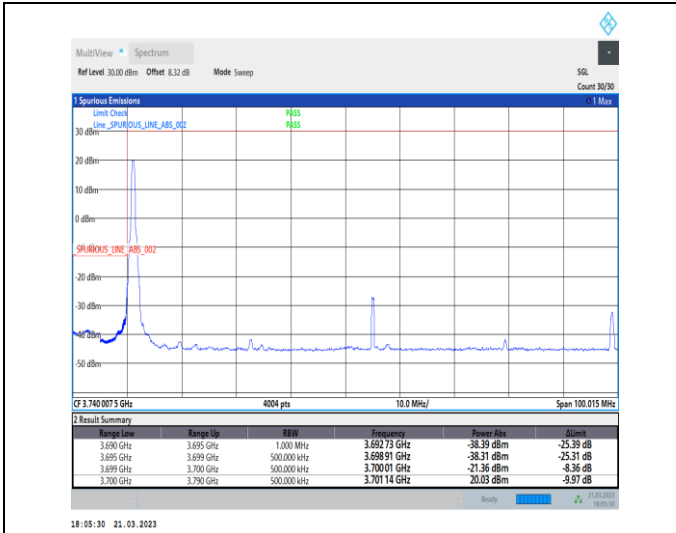 MultiView Spectrum
Ref Level 30.00 dBm Offset 8.32 dB Mode Sweep SGL
Count 30/30
1 Spurious Emissions 1 Max
Limit Check PASS
Line _SPURIOUS_LINE_ABS_002 PASS
30 dBm
20 dBm
10 dBm
0 dBm
_SPURIOUS_LINE_ABS_002
-20 dBm
-30 dBm
-40 dBm
-50 dBm
CF 3.740 007 5 GHz 4004 pts 10.0 MHz/ Span 100.015 MHz
2 Result Summary
Range Low Range Up RBW Frequency Power Abs ΔLimit
3.690 GHz 3.695 GHz 1.000 MHz 3.692 73 GHz -38.39 dBm -25.39 dB
3.695 GHz 3.699 GHz 500.000 kHz 3.698 91 GHz -38.31 dBm -25.31 dB
3.699 GHz 3.700 GHz 500.000 kHz 3.700 01 GHz -21.36 dBm -8.36 dB
3.700 GHz 3.790 GHz 500.000 kHz 3.701 14 GHz 20.03 dBm -9.97 dB
Ready 21.03.2023
18:05:30
18:05:30 21.03.2023